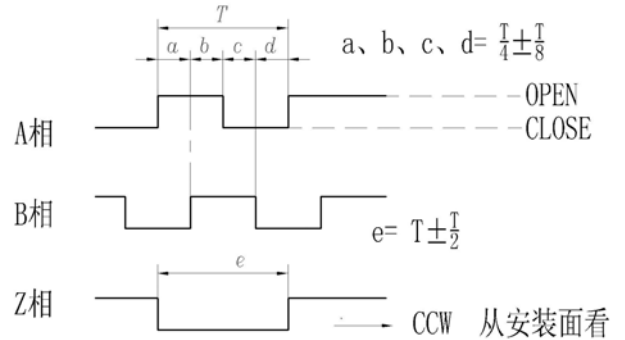 T
a b c d
a、b、c、d= T/4±T/8
OPEN
A相
CLOSE
B相
e= T±T/2
e
Z相
CCW 从安装面看